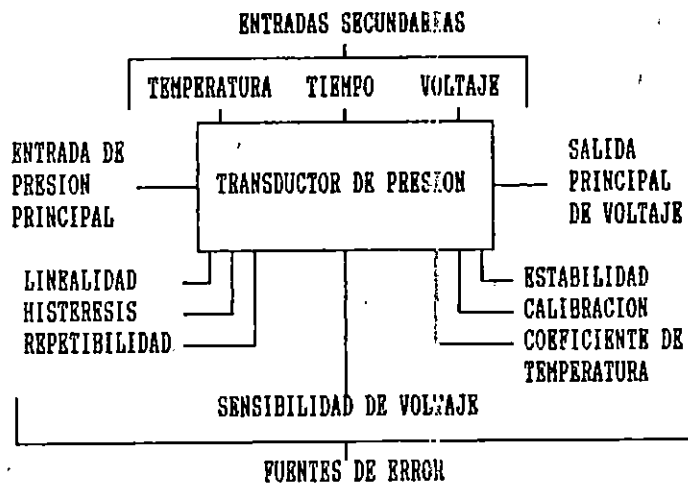 ENTRADAS SECUNDARIAS
TEMPERATURA TIEMPO VOLTAJE
ENTRADA DE
PRESION
PRINCIPAL
TRANSDUCTOR DE PRESION
SALIDA
PRINCIPAL
DE VOLTAJE
LINEALIDAD
HISTERESIS
REPETIBILIDAD
ESTABILIDAD
CALIBRACION
COEFICIENTE DE
TEMPERATURA
SENSIBILIDAD DE VOLTAJE
FUENTES DE ERROR